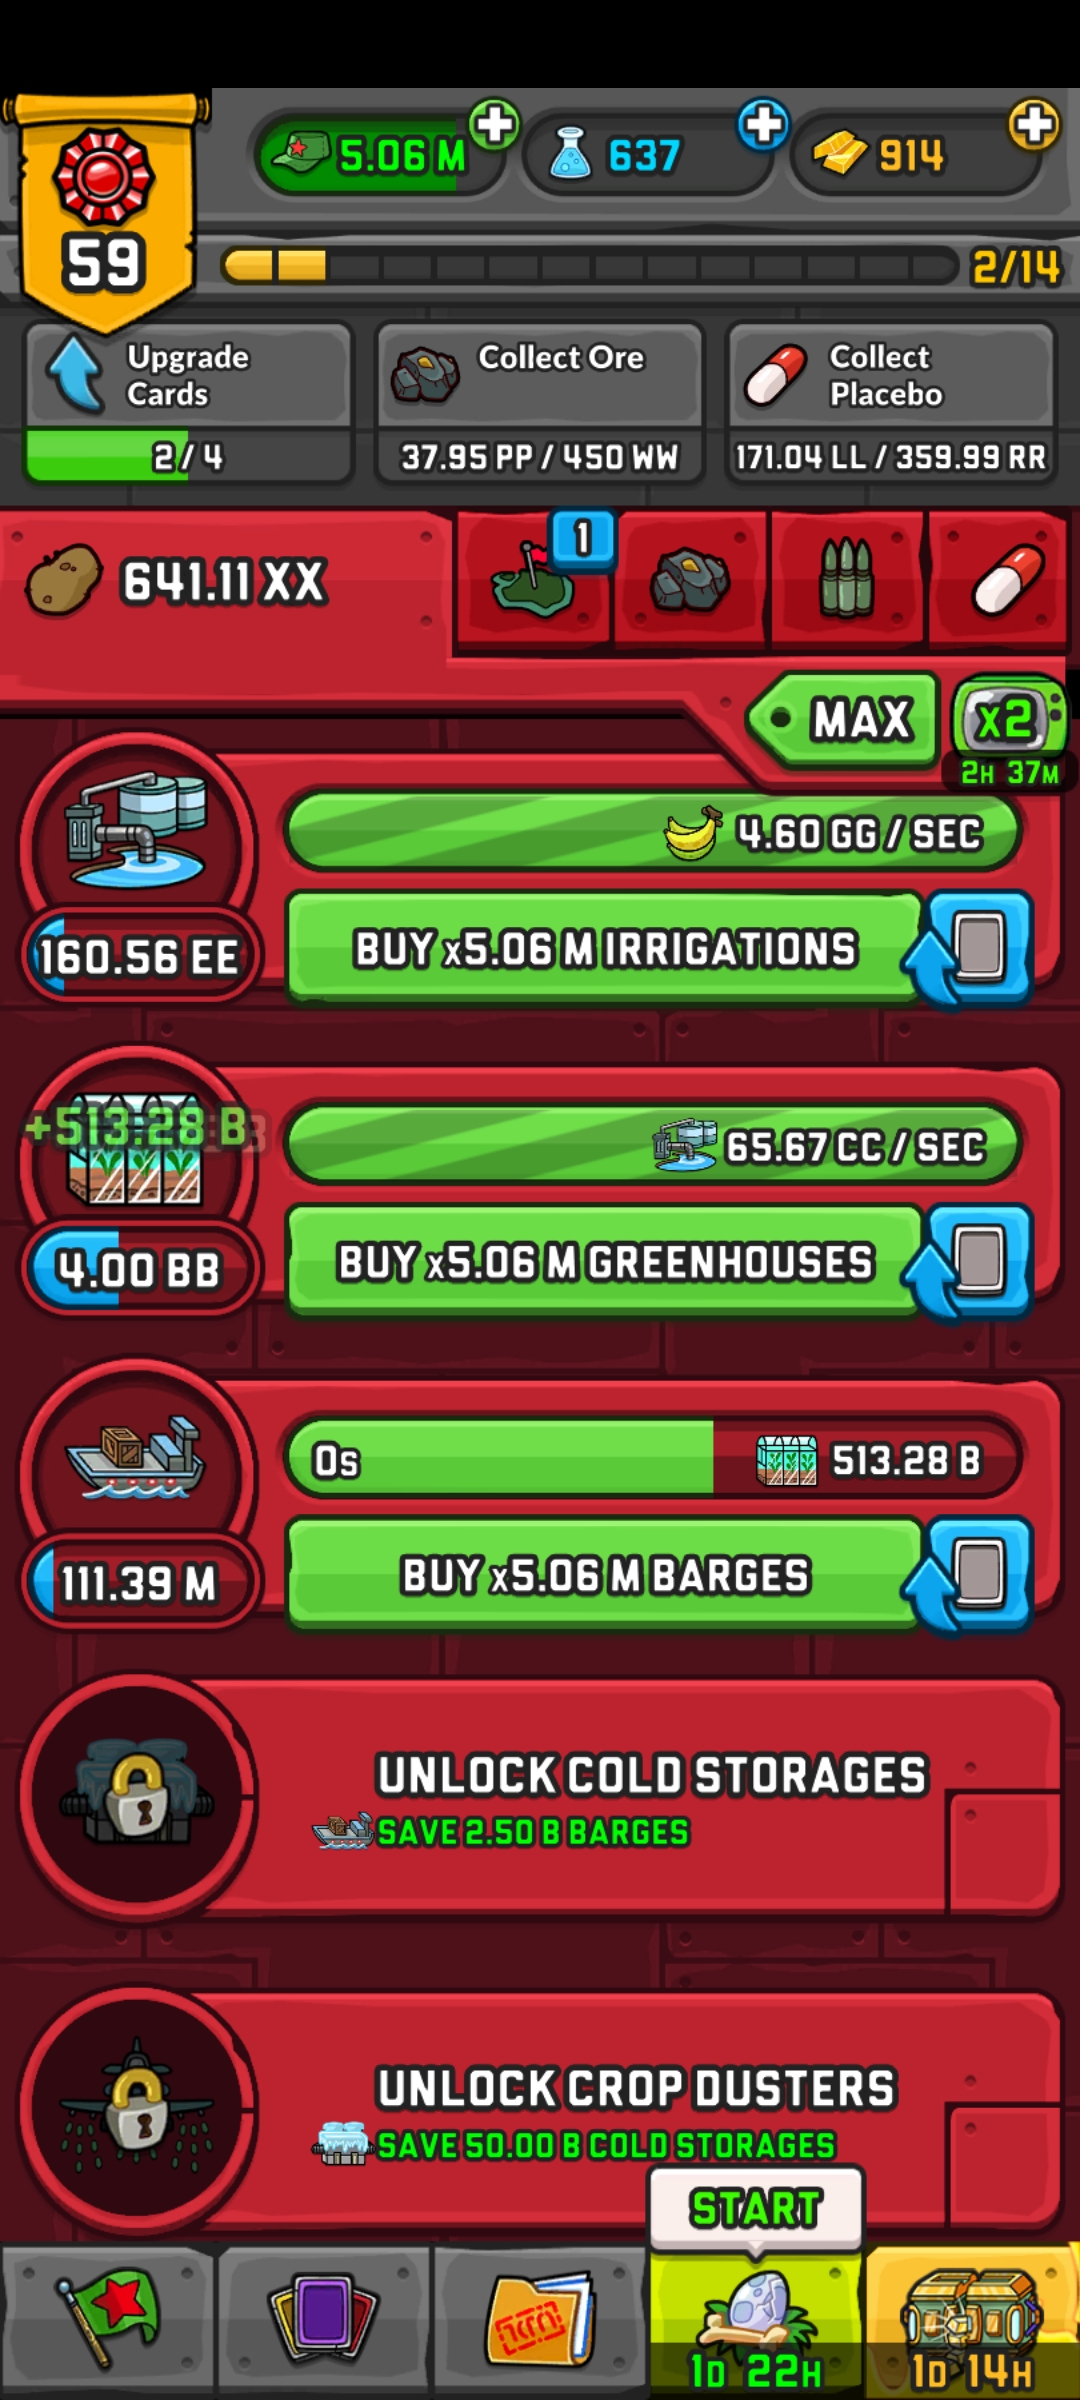 5.06 M
637
914
59
2/14
Upgrade
Cards
2 / 4
Collect Ore
37.95 PP / 450 WW
Collect
Placebo
171.04 LL / 359.99 RR
641.11 XX
1
MAX
x2
2H 37M
4.60 GG / SEC
160.56 EE
BUY x5.06 M IRRIGATIONS
+513.28 B
65.67 CC / SEC
4.00 BB
BUY x5.06 M GREENHOUSES
0s
513.28 B
111.39 M
BUY x5.06 M BARGES
UNLOCK COLD STORAGES
SAVE 2.50 B BARGES
UNLOCK CROP DUSTERS
SAVE 50.00 B COLD STORAGES
START
1D 22H
1D 14H